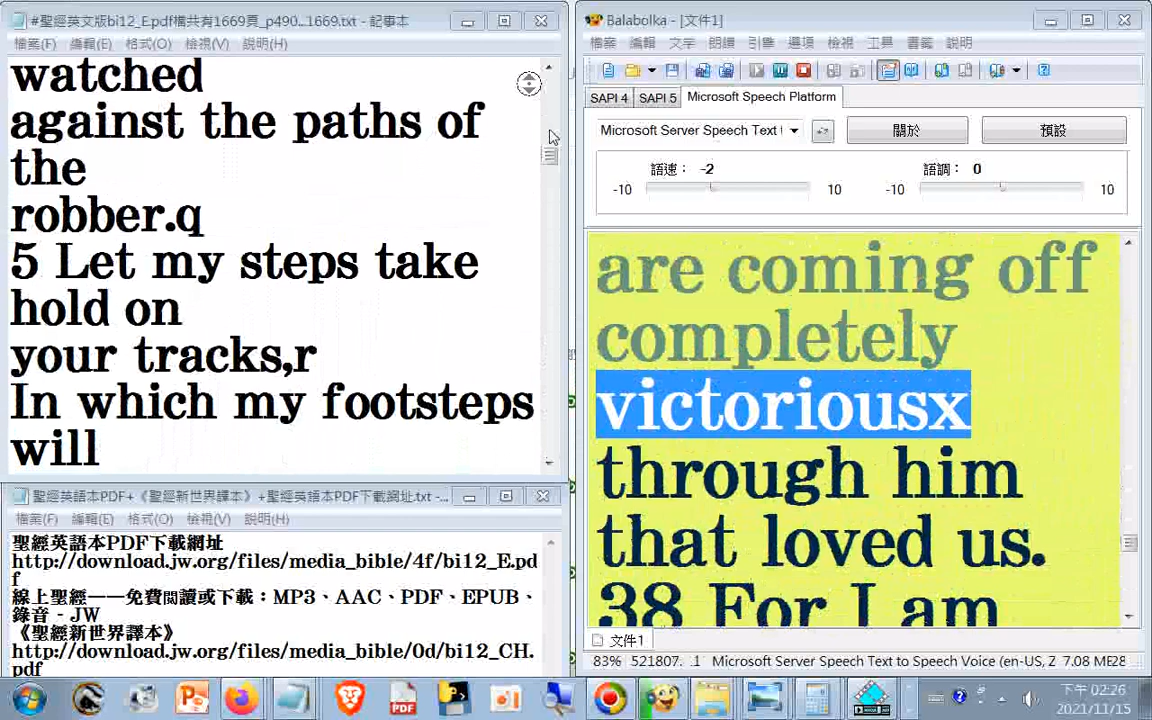 #聖經英文版bi12_E.pdf檔共有1669頁_p490...1669.txt - 記事本
檔案(F) 編輯(E) 格式(O) 檢視(V) 說明(H)
watched
against the paths of
the
robber.q
5 Let my steps take
hold on
your tracks,r
In which my footsteps
will
聖經英語本PDF+《聖經新世界譯本》+聖經英語本PDF下載網址.txt - ...
檔案(F) 編輯(E) 格式(O) 檢視(V) 說明(H)
聖經英語本PDF下載網址
http://download.jw.org/files/media_bible/4f/bi12_E.pd
f
線上聖經——免費閱讀或下載：MP3、AAC、PDF、EPUB、
錄音 - JW
《聖經新世界譯本》
http://download.jw.org/files/media_bible/0d/bi12_CH.
pdf
Balabolka - [文件1]
檔案 編輯 文字 朗讀 引擎 選項 檢視 工具 書籤 說明
SAPI 4 SAPI 5 Microsoft Speech Platform
Microsoft Server Speech Text 關於 預設
語速： -2 語調： 0
-10 10 -10 10
are coming off
completely
victoriousx
through him
that loved us.
38 For I am
文件1
83% 521807. .1 Microsoft Server Speech Text to Speech Voice (en-US, Z 7.08 ME28
下午 02:26
2021/11/15